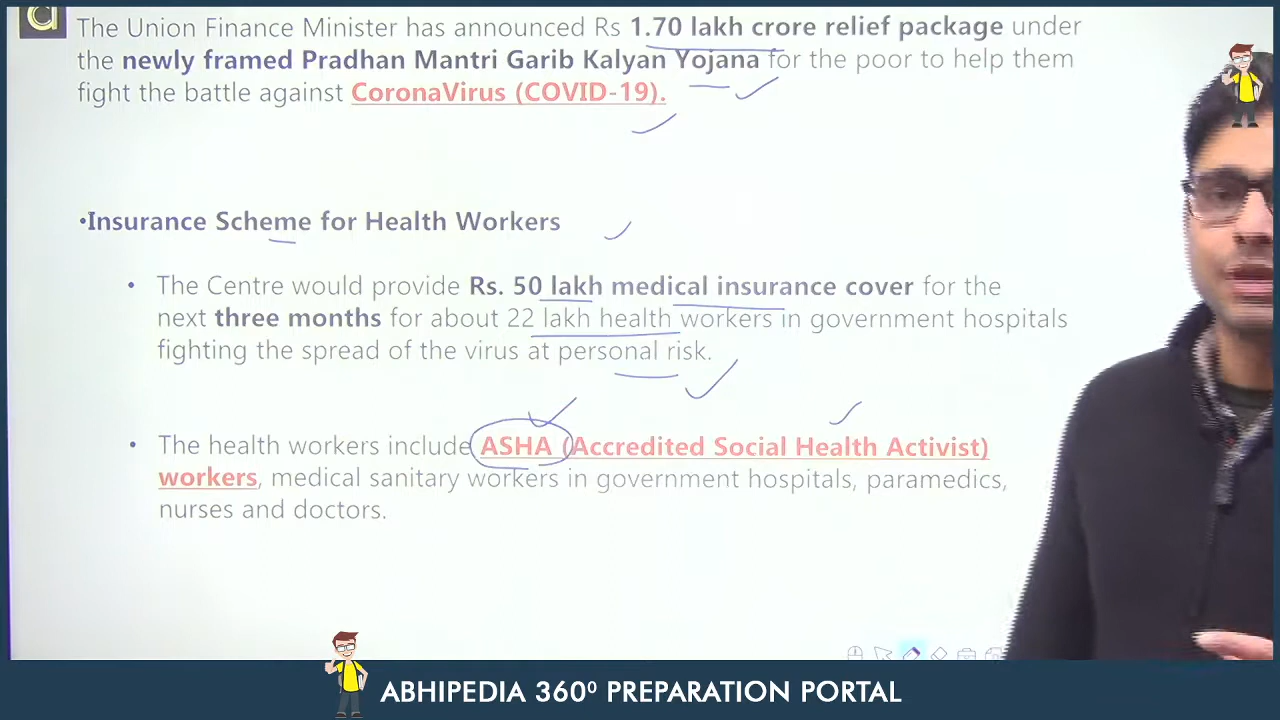 The Union Finance Minister has announced Rs 1.70 lakh crore relief package under
the newly framed Pradhan Mantri Garib Kalyan Yojana for the poor to help them
fight the battle against CoronaVirus (COVID-19).
•Insurance Scheme for Health Workers
• The Centre would provide Rs. 50 lakh medical insurance cover for the
next three months for about 22 lakh health workers in government hospitals
fighting the spread of the virus at personal risk.
• The health workers include ASHA (Accredited Social Health Activist)
workers, medical sanitary workers in government hospitals, paramedics,
nurses and doctors.
ABHIPEDIA 360⁰ PREPARATION PORTAL